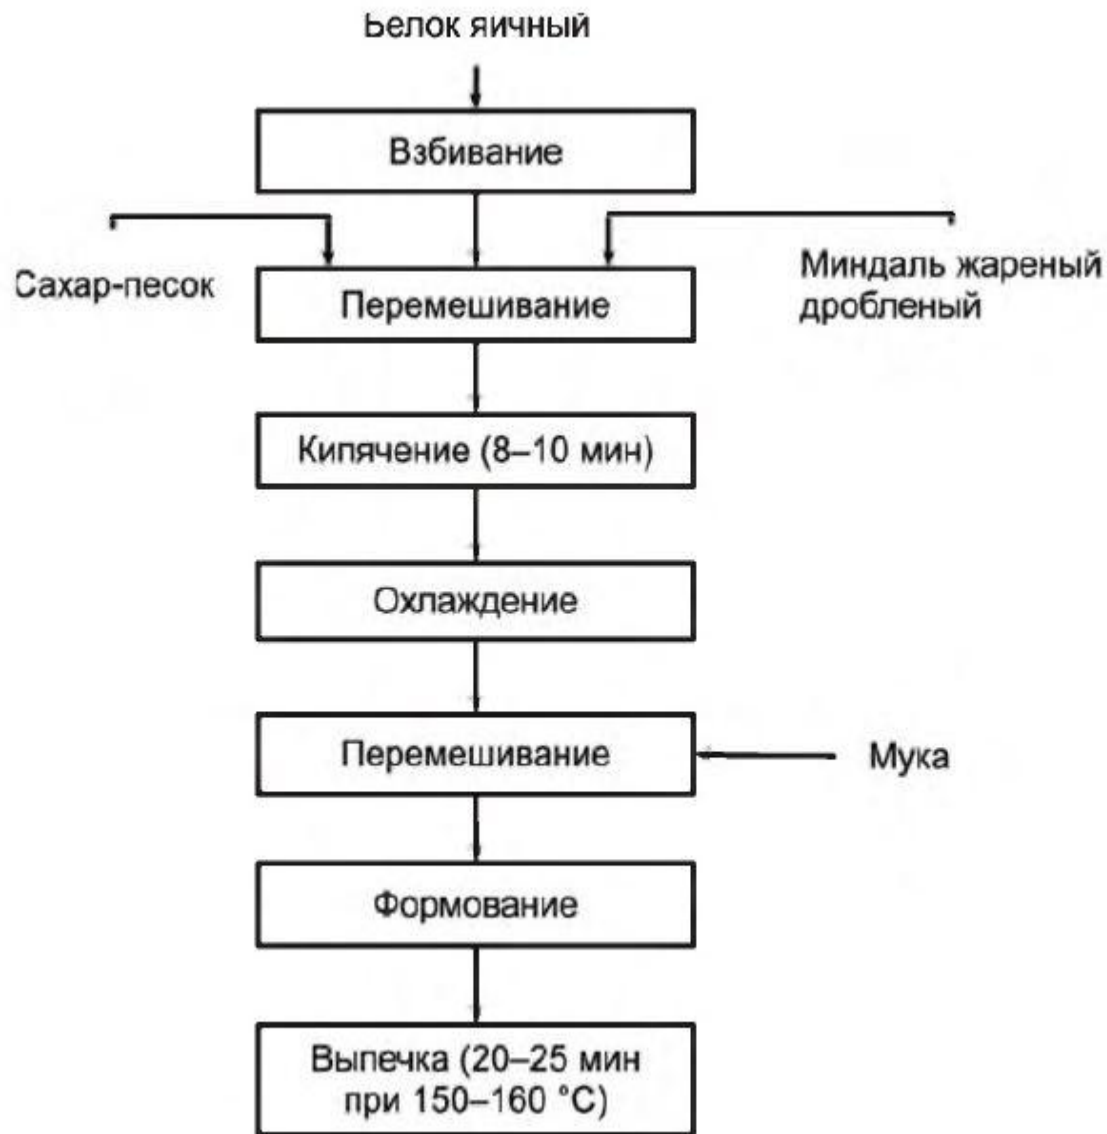 Белок яичный
Взбивание
Сахар-песок
Миндаль жареный
дробленый
Перемешивание
Кипячение (8–10 мин)
Охлаждение
Перемешивание
Мука
Формование
Выпечка (20–25 мин
при 150–160 °С)